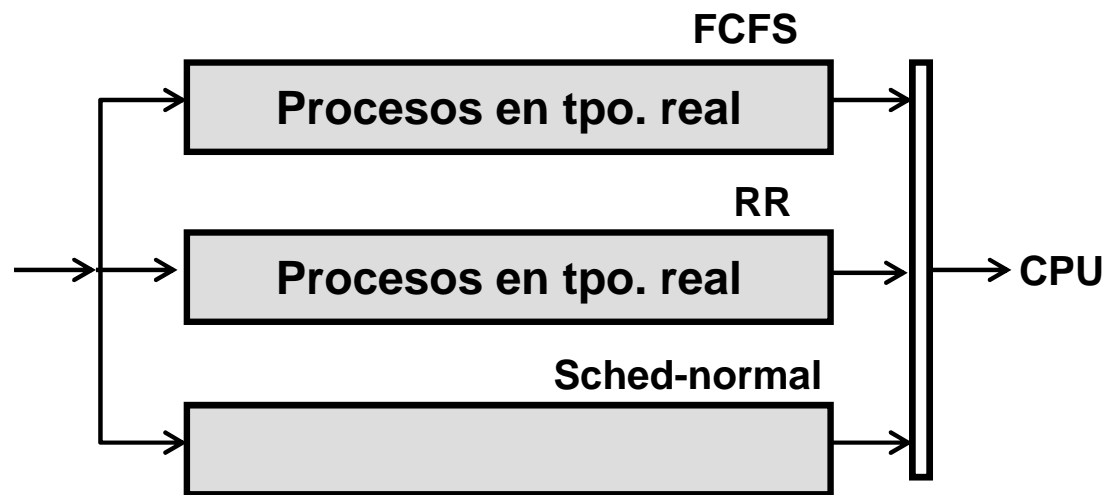 FCFS
Procesos en tpo. real
RR
Procesos en tpo. real
CPU
Sched-normal